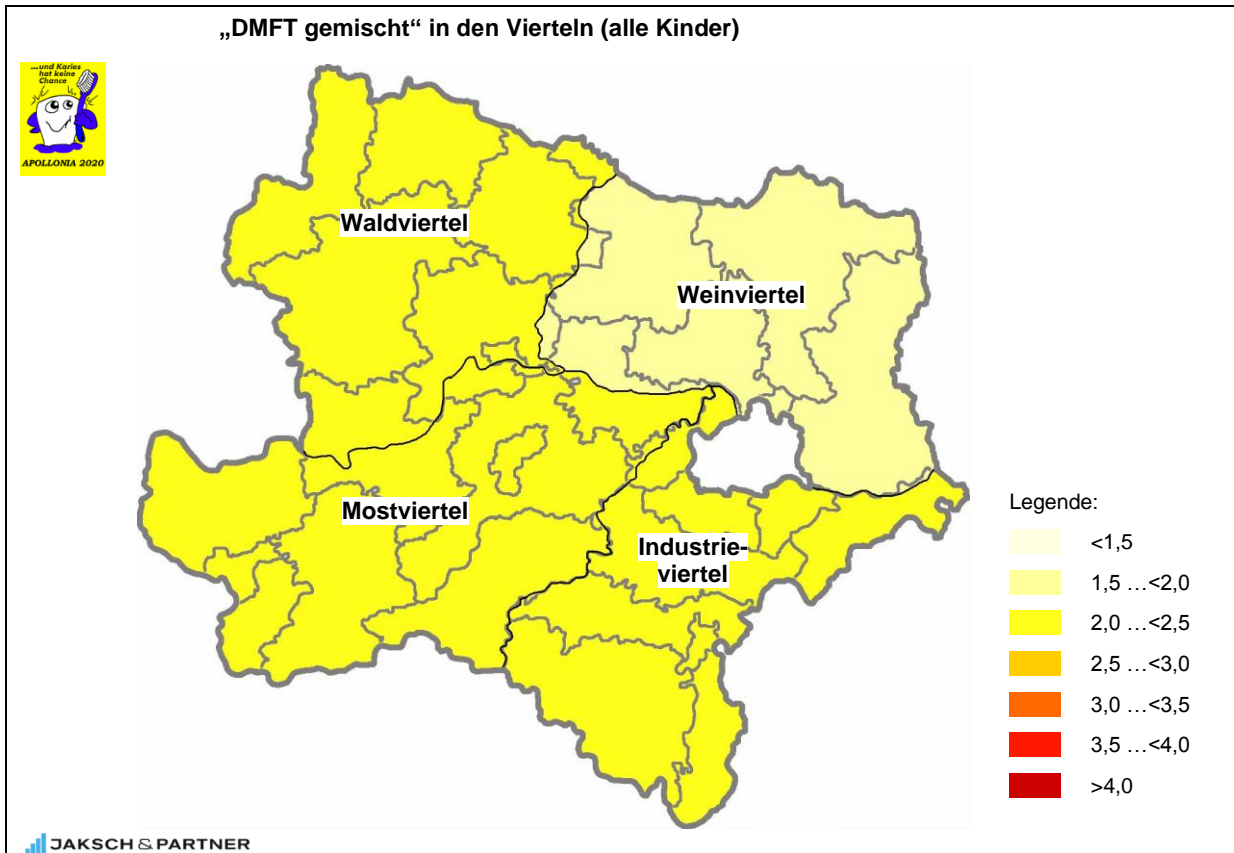 „DMFT gemischt“ in den Vierteln (alle Kinder)
...und Karies
hat keine
Chance
APOLLONIA 2020
Waldviertel
Weinviertel
Mostviertel
Industrie-
viertel
Legende:
<1,5
1,5 …<2,0
2,0 …<2,5
2,5 …<3,0
3,0 …<3,5
3,5 …<4,0
>4,0
JAKSCH & PARTNER